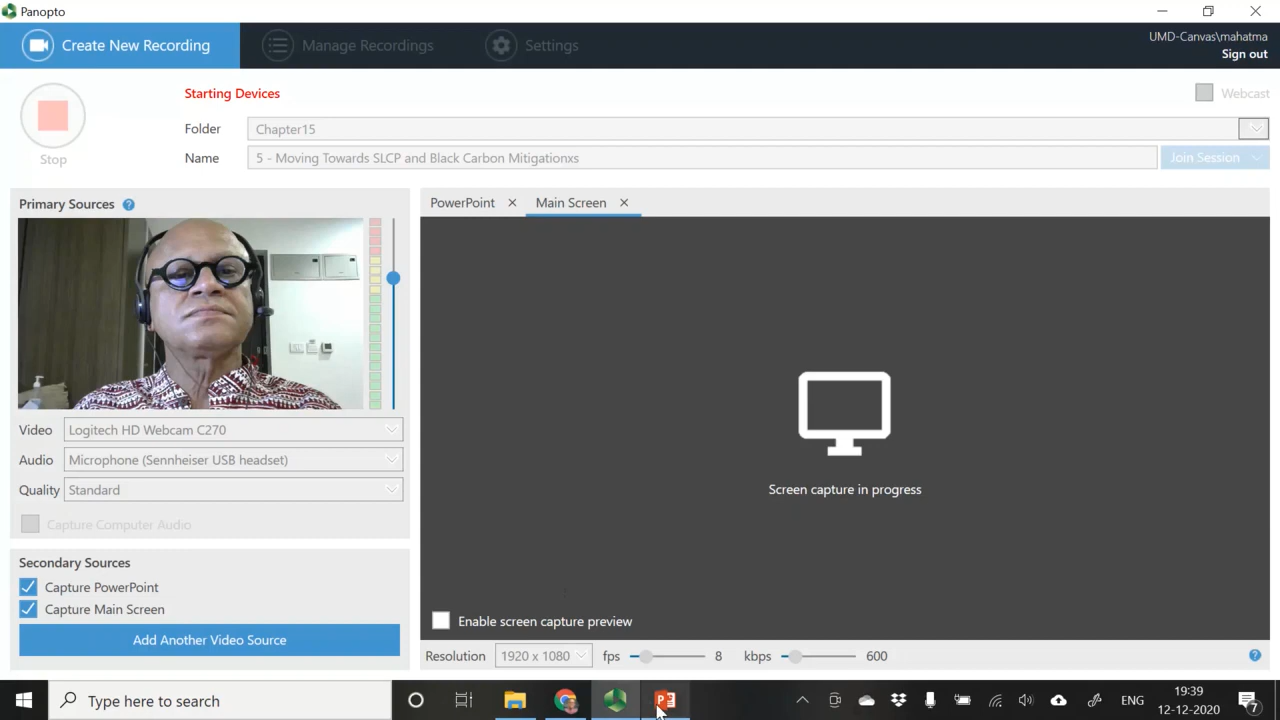 Panopto
Create New Recording
Manage Recordings
Settings
UMD-Canvas\mahatma
Sign out
Stop
Starting Devices
Webcast
Folder
Chapter15
Name
5 - Moving Towards SLCP and Black Carbon Mitigationxs
Join Session
Primary Sources ?
Video
Logitech HD Webcam C270
Audio
Microphone (Sennheiser USB headset)
Quality
Standard
Capture Computer Audio
Secondary Sources
Capture PowerPoint
Capture Main Screen
Add Another Video Source
PowerPoint
Main Screen
Screen capture in progress
Enable screen capture preview
Resolution 1920 x 1080 fps 8 kbps 600 ?
Type here to search
P
ENG
19:39
12-12-2020
7